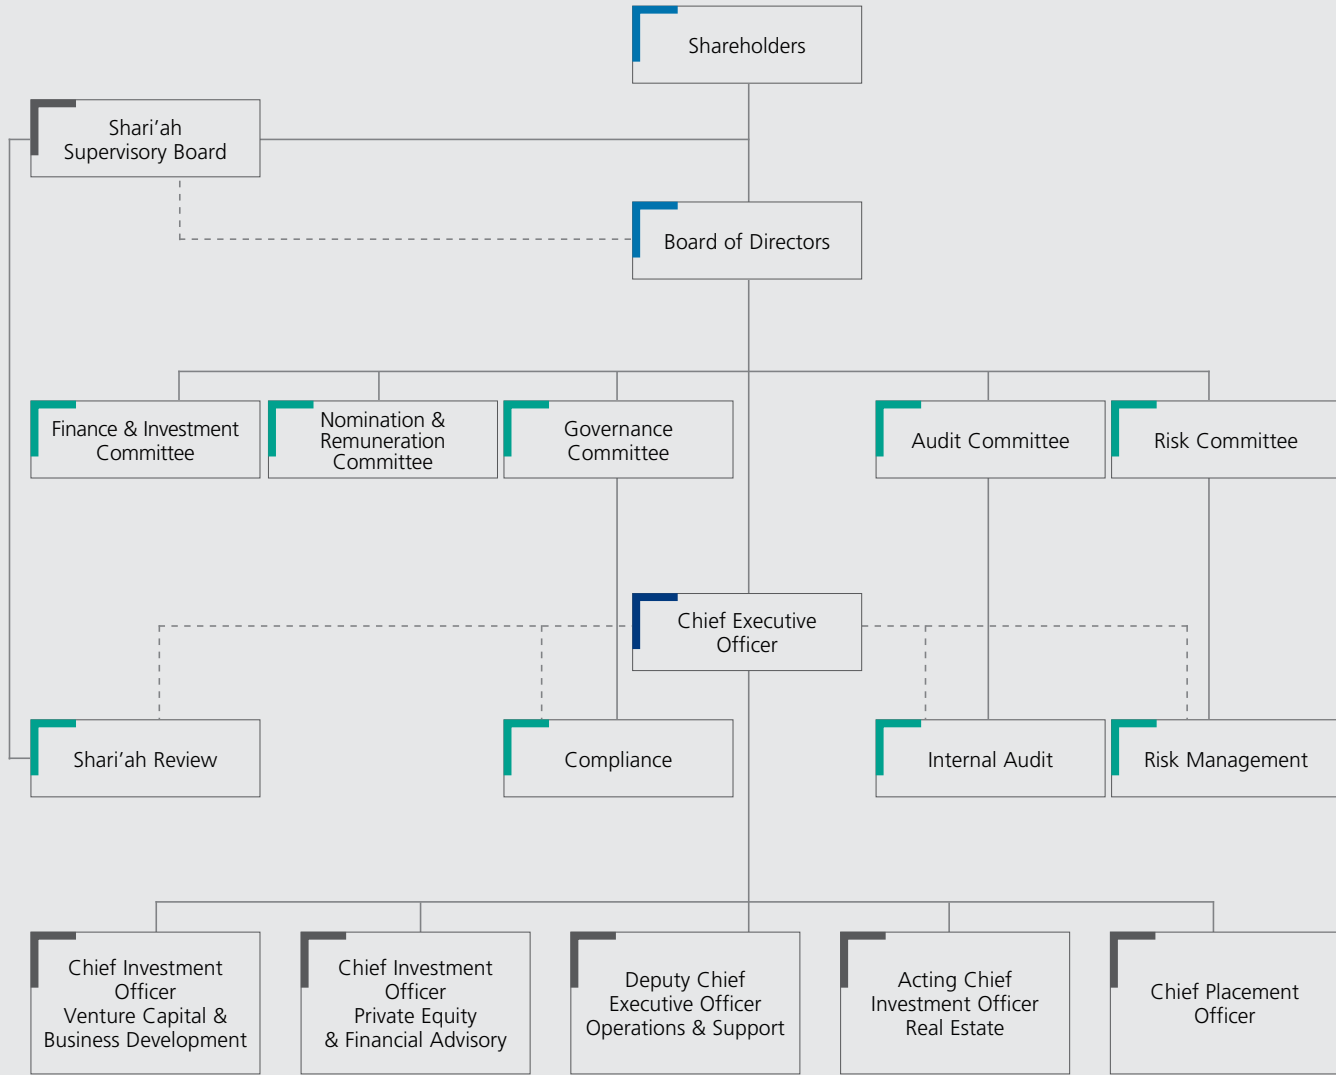 Shareholders
Shari’ah
Supervisory Board
Board of Directors
Finance & Investment
Committee
Nomination &
Remuneration
Committee
Governance
Committee
Audit Committee
Risk Committee
Chief Executive
Officer
Shari’ah Review
Compliance
Internal Audit
Risk Management
Chief Investment
Officer
Venture Capital &
Business Development
Chief Investment
Officer
Private Equity
& Financial Advisory
Deputy Chief
Executive Officer
Operations & Support
Acting Chief
Investment Officer
Real Estate
Chief Placement
Officer